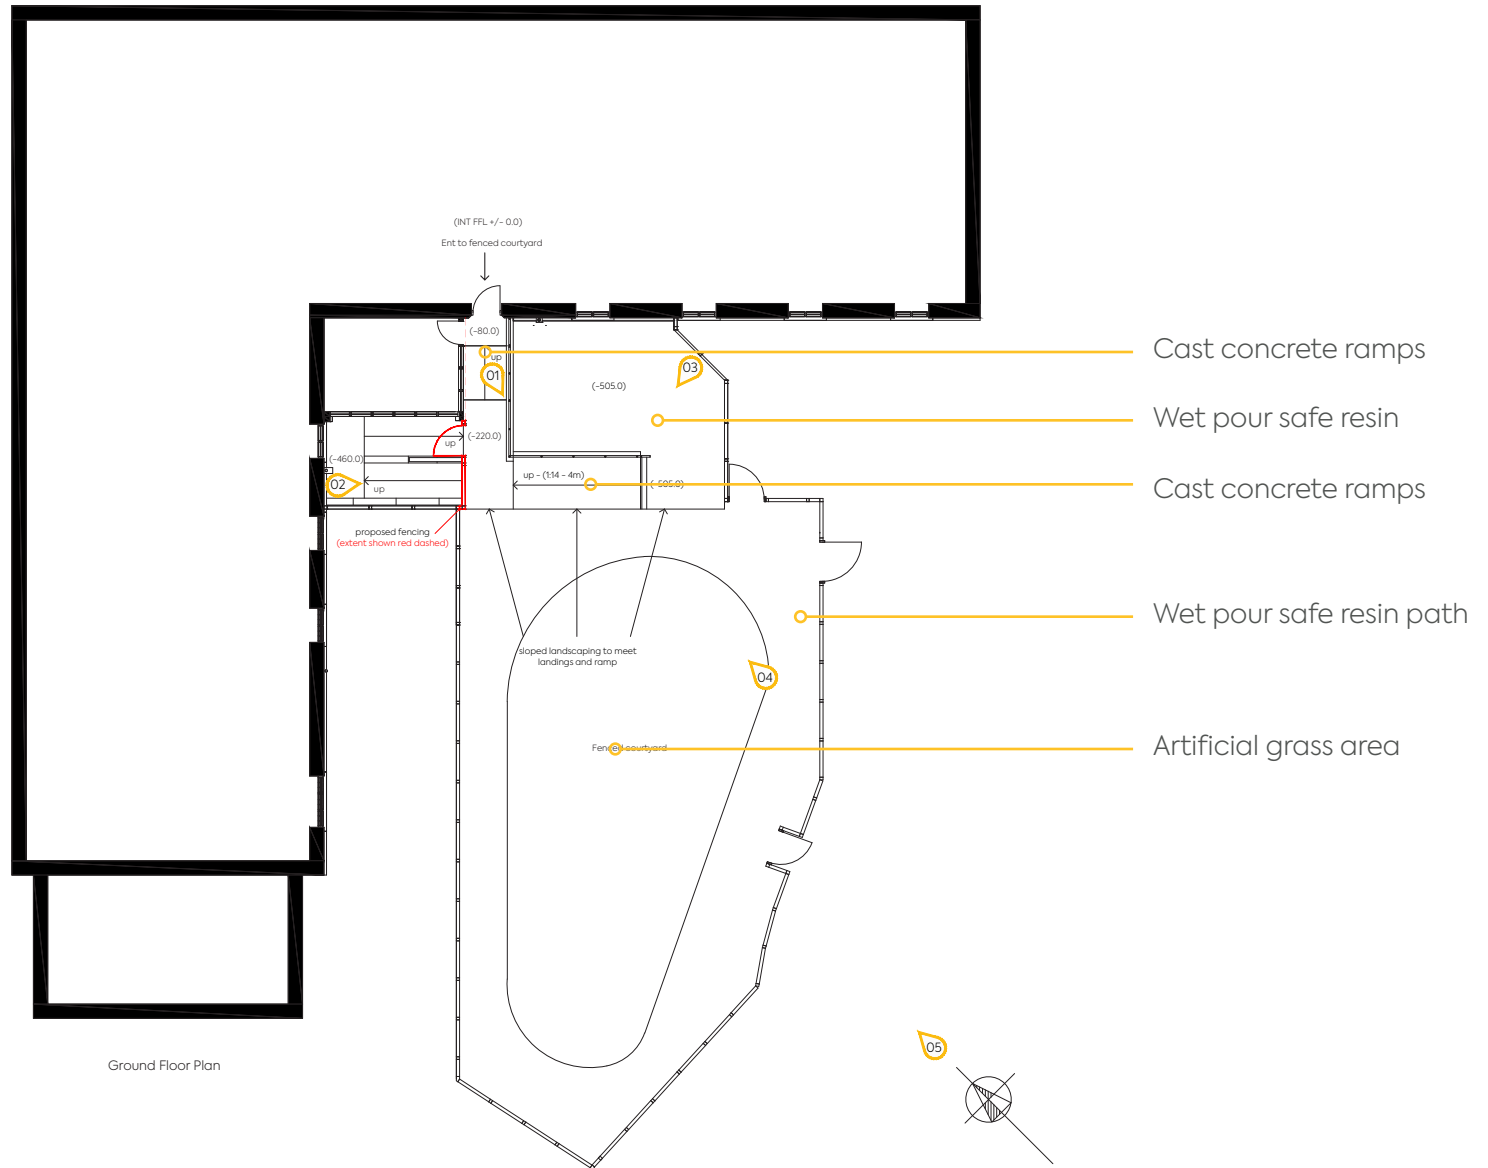 (INT FFL +/- 0.0)
Ent to fenced courtyard
(-80.0)
up
01
03
Cast concrete ramps
(-505.0)
Wet pour safe resin
(-220.0)
up
(-460.0)
up - (1:14 - 4m)
(-505.0)
Cast concrete ramps
02
up
proposed fencing
(extent shown red dashed)
Wet pour safe resin path
sloped landscaping to meet
landings and ramp
04
Fenced courtyard
Artificial grass area
05
Ground Floor Plan